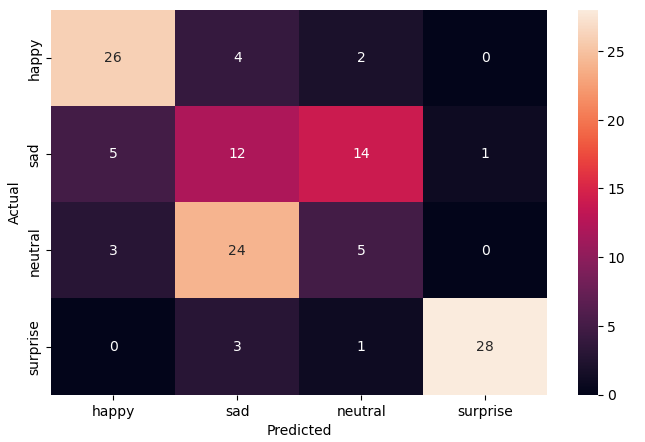 happy 26 4 2 0
sad 5 12 14 1
neutral 3 24 5 0
surprise 0 3 1 28
Actual
happy sad neutral surprise
Predicted
25
20
15
10
5
0